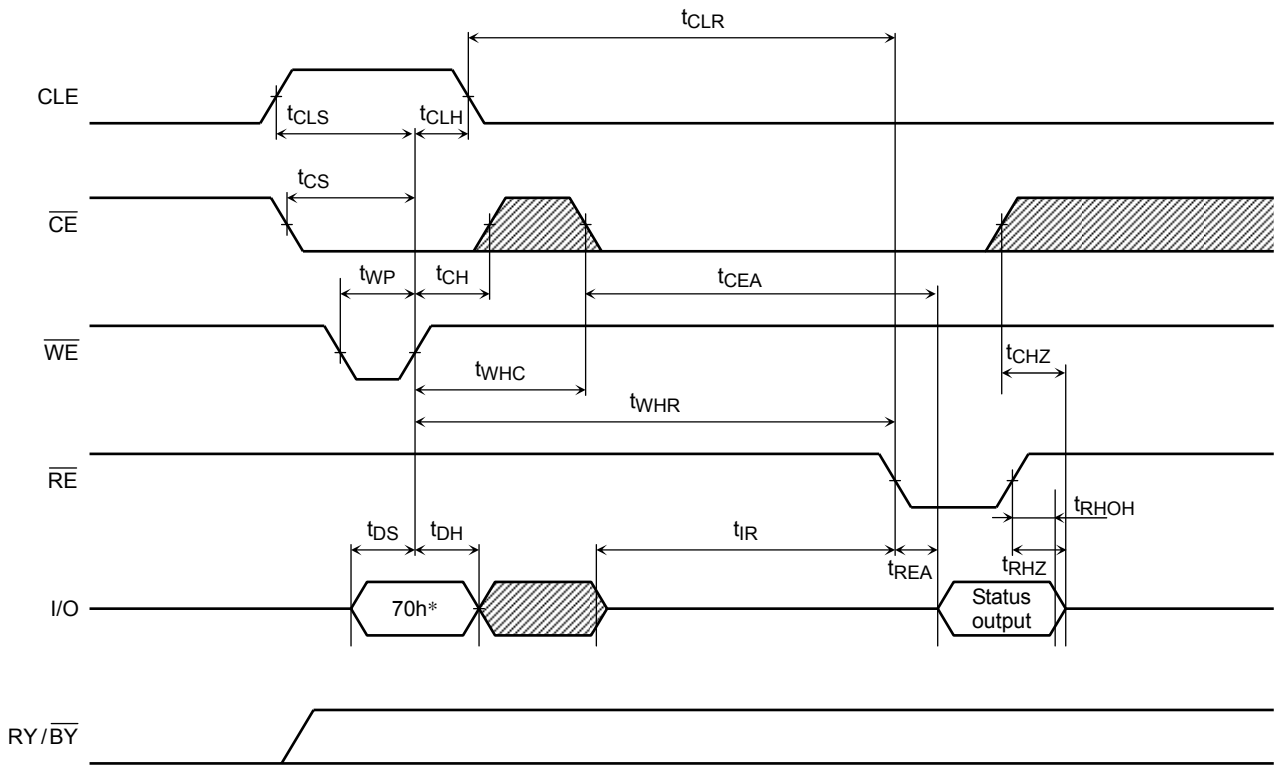 tCLR
CLE
tCLS
tCLH
tCS
CE
tWP
tCH
tCEA
WE
tCHZ
tWHC
tWHR
RE
tRHOH
tDS
tDH
tIR
tREA
tRHZ
I/O
70h*
Status
output
RY/BY